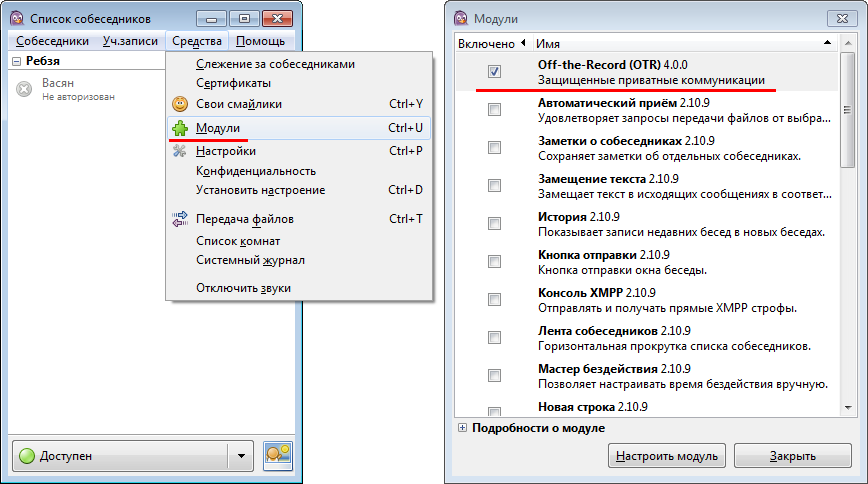 Список собеседников
Собеседники Уч.записи Средства Помощь
Ребзя
Васян
Не авторизован
Слежение за собеседниками
Сертификаты
Свои смайлики Ctrl+Y
Модули Ctrl+U
Настройки Ctrl+P
Конфиденциальность
Установить настроение Ctrl+D
Передача файлов Ctrl+T
Список комнат
Системный журнал
Отключить звуки
Доступен
Модули
Включено Имя
Off-the-Record (OTR) 4.0.0
Защищенные приватные коммуникации
Автоматический приём 2.10.9
Удовлетворяет запросы передачи файлов от выбра...
Заметки о собеседниках 2.10.9
Сохраняет заметки об отдельных собеседниках.
Замещение текста 2.10.9
Замещает текст в исходящих сообщениях в соответ...
История 2.10.9
Показывает записи недавних бесед в новых беседах.
Кнопка отправки 2.10.9
Кнопка отправки окна беседы.
Консоль XMPP 2.10.9
Отправлять и получать прямые XMPP строфы.
Лента собеседников 2.10.9
Горизонтальная прокрутка списка собеседников.
Мастер бездействия 2.10.9
Позволяет настраивать время бездействия вручную.
Новая строка 2.10.9
Подробности о модуле
Настроить модуль Закрыть